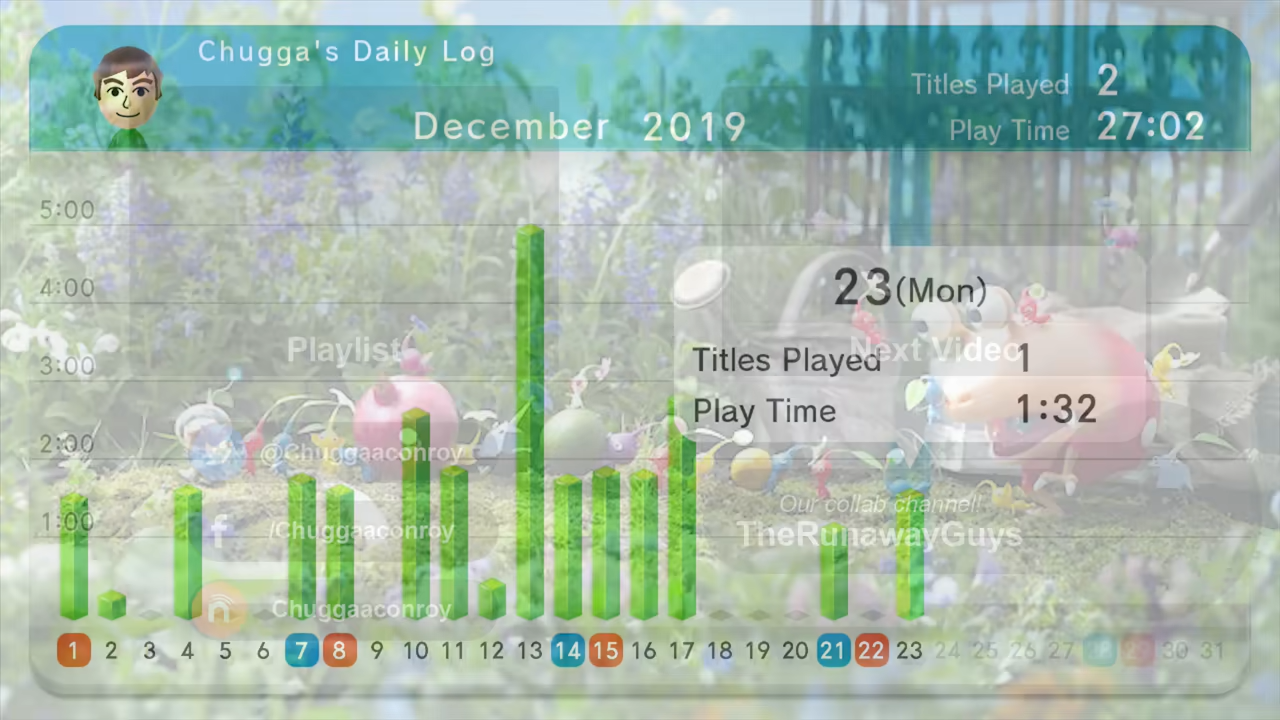 Chugga's Daily Log
December 2019
Titles Played 2
Play Time 27:02
5:00
4:00
3:00
2:00
1:00
23(Mon)
Titles Played 1
Play Time 1:32
Playlist
Next Video
@Chuggaaconroy
/Chuggaaconroy
Chuggaaconroy
Our collab channel!
TheRunawayGuys
1 2 3 4 5 6 7 8 9 10 11 12 13 14 15 16 17 18 19 20 21 22 23 24 25 26 27 28 29 30 31